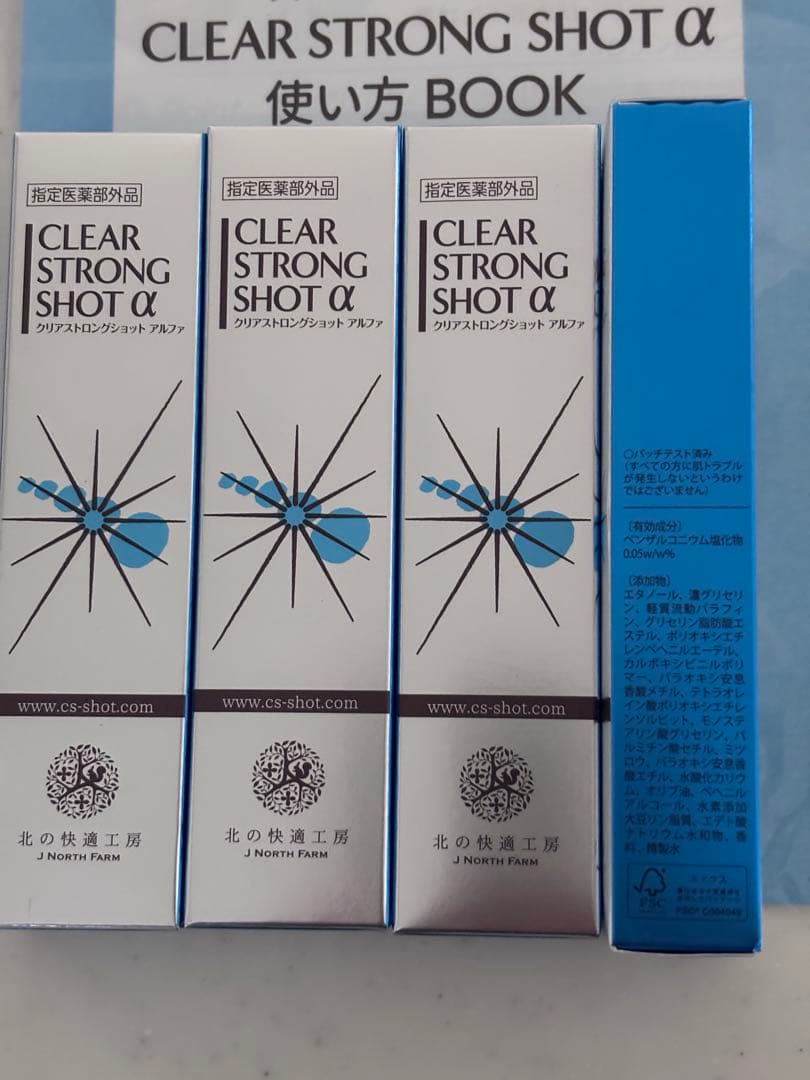 CLEAR STRONG SHOT α
使い方 BOOK
指定医薬部外品
CLEAR
STRONG
SHOT α
クリアストロングショット アルファ
www.cs-shot.com
北の快適工房
J NORTH FARM
指定医薬部外品
CLEAR
STRONG
SHOT α
クリアストロングショット アルファ
www.cs-shot.com
北の快適工房
J NORTH FARM
指定医薬部外品
CLEAR
STRONG
SHOT α
クリアストロングショット アルファ
www.cs-shot.com
北の快適工房
J NORTH FARM
○パッチテスト済み
(すべての方に肌トラブル
が発生しないというわけ
ではございません)
〔有効成分〕
ベンザルコニウム塩化物
0.05w/w%
〔添加物〕
エタノール、濃グリセリ
ン、軽質流動パラフィ
ン、グリセリン脂肪酸エ
ステル、ポリオキシエチ
レンベヘニルエーテル、
カルボキシビニルポリ
マー、パラオキシ安息
香酸メチル、テトラオレ
イン酸ポリオキシエチレ
ンソルビット、モノステ
アリン酸グリセリン、パ
ルミチン酸セチル、ミツ
ロウ、パラオキシ安息香
酸エチル、水酸化カリウ
ム、オリブ油、ベヘニル
アルコール、水素添加
大豆リン脂質、エデト酸
ナトリウム水和物、香
料、精製水
FSC
ミックス